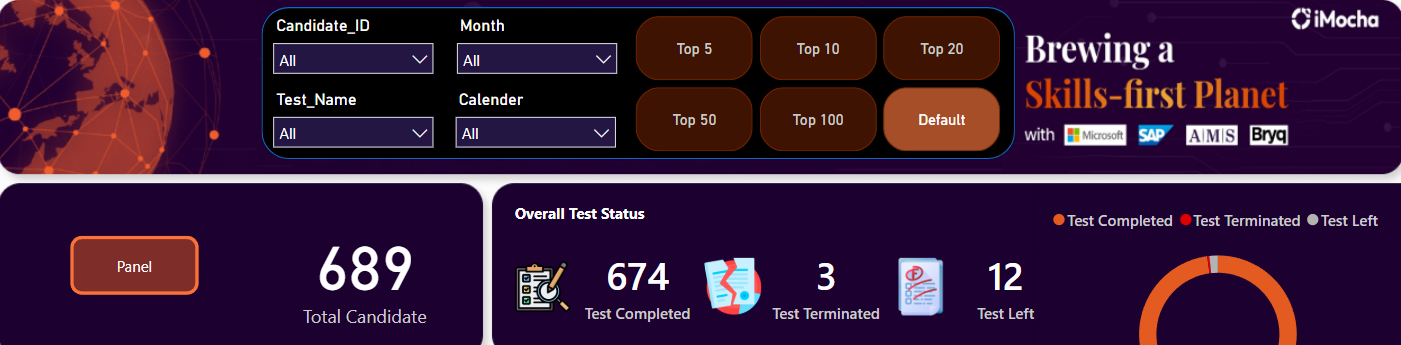 Candidate_ID
All
Month
All
Test_Name
All
Calender
All
Top 5
Top 10
Top 20
Top 50
Top 100
Default
iMocha
Brewing a
Skills-first Planet
with Microsoft SAP A|M|S Bryq
Panel
689
Total Candidate
Overall Test Status
Test Completed Test Terminated Test Left
674
Test Completed
3
Test Terminated
F
12
Test Left